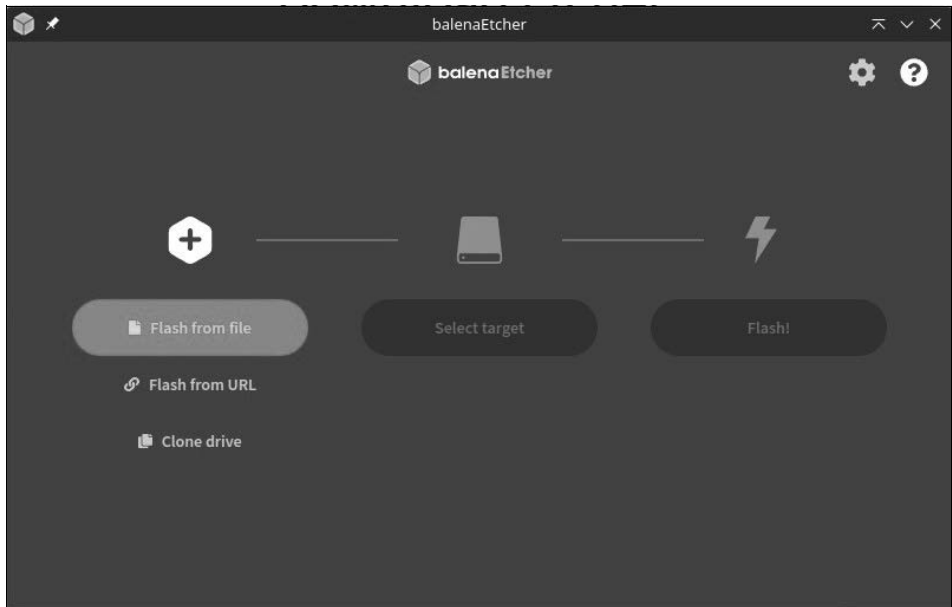 balenaEtcher
balenaEtcher
Flash from file
Select target
Flash!
Flash from URL
Clone drive